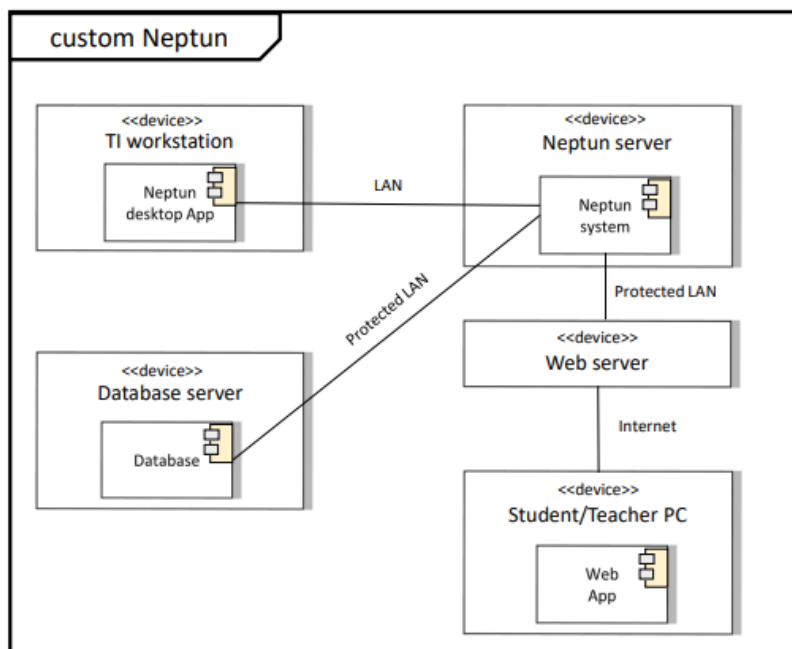 custom Neptun
<<device>>
TI workstation
Neptun
desktop App
LAN
<<device>>
Neptun server
Neptun
system
Protected LAN
Protected LAN
<<device>>
Web server
<<device>>
Database server
Database
Internet
<<device>>
Student/Teacher PC
Web
App